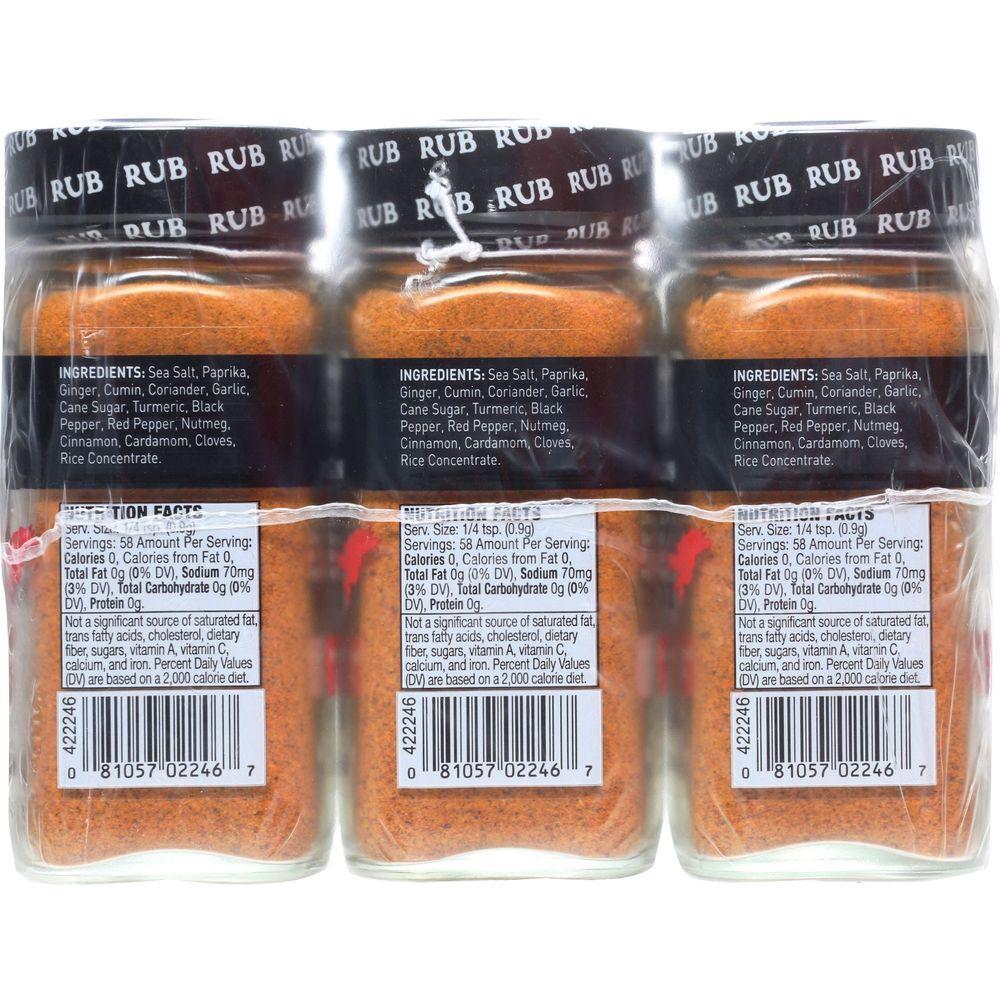 RUB RUB RUB
RUB RUB RUB RUB
RUB RUB RUB
RUB RUB RUB
RUB RUB RUB RUB
RUB RUB RUB
RUB RUB RUB
RUB RUB RUB RUB
RUB RUB RUB
INGREDIENTS: Sea Salt, Paprika,
Ginger, Cumin, Coriander, Garlic,
Cane Sugar, Turmeric, Black
Pepper, Red Pepper, Nutmeg,
Cinnamon, Cardamom, Cloves,
Rice Concentrate.
NUTRITION FACTS
Serv. Size: 1/4 tsp. (0.9g)
Servings: 58 Amount Per Serving:
Calories 0, Calories from Fat 0,
Total Fat 0g (0% DV), Sodium 70mg
(3% DV), Total Carbohydrate 0g (0%
DV), Protein 0g.
Not a significant source of saturated fat,
trans fatty acids, cholesterol, dietary
fiber, sugars, vitamin A, vitamin C,
calcium, and iron. Percent Daily Values
(DV) are based on a 2,000 calorie diet.
422246
0 81057 02246 7
INGREDIENTS: Sea Salt, Paprika,
Ginger, Cumin, Coriander, Garlic,
Cane Sugar, Turmeric, Black
Pepper, Red Pepper, Nutmeg,
Cinnamon, Cardamom, Cloves,
Rice Concentrate.
NUTRITION FACTS
Serv. Size: 1/4 tsp. (0.9g)
Servings: 58 Amount Per Serving:
Calories 0, Calories from Fat 0,
Total Fat 0g (0% DV), Sodium 70mg
(3% DV), Total Carbohydrate 0g (0%
DV), Protein 0g.
Not a significant source of saturated fat,
trans fatty acids, cholesterol, dietary
fiber, sugars, vitamin A, vitamin C,
calcium, and iron. Percent Daily Values
(DV) are based on a 2,000 calorie diet.
422246
0 81057 02246 7
INGREDIENTS: Sea Salt, Paprika,
Ginger, Cumin, Coriander, Garlic,
Cane Sugar, Turmeric, Black
Pepper, Red Pepper, Nutmeg,
Cinnamon, Cardamom, Cloves,
Rice Concentrate.
NUTRITION FACTS
Serv. Size: 1/4 tsp. (0.9g)
Servings: 58 Amount Per Serving:
Calories 0, Calories from Fat 0,
Total Fat 0g (0% DV), Sodium 70mg
(3% DV), Total Carbohydrate 0g (0%
DV), Protein 0g.
Not a significant source of saturated fat,
trans fatty acids, cholesterol, dietary
fiber, sugars, vitamin A, vitamin C,
calcium, and iron. Percent Daily Values
(DV) are based on a 2,000 calorie diet.
422246
0 81057 02246 7